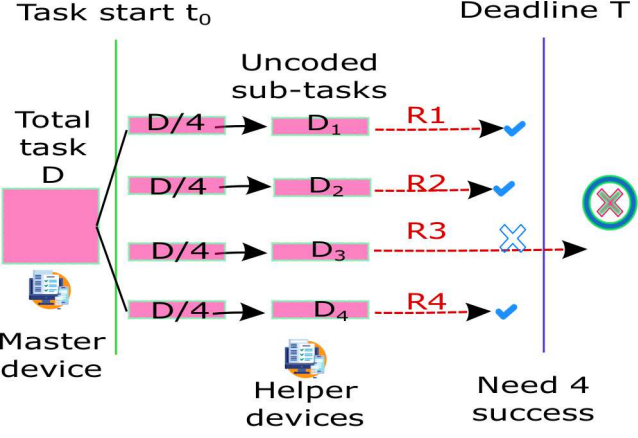 Task start t₀
Deadline T
Uncoded
sub-tasks
Total
task
D
D/4
D₁
R1
D/4
D₂
R2
D/4
D₃
R3
D/4
D₄
R4
Master
device
Helper
devices
Need 4
success